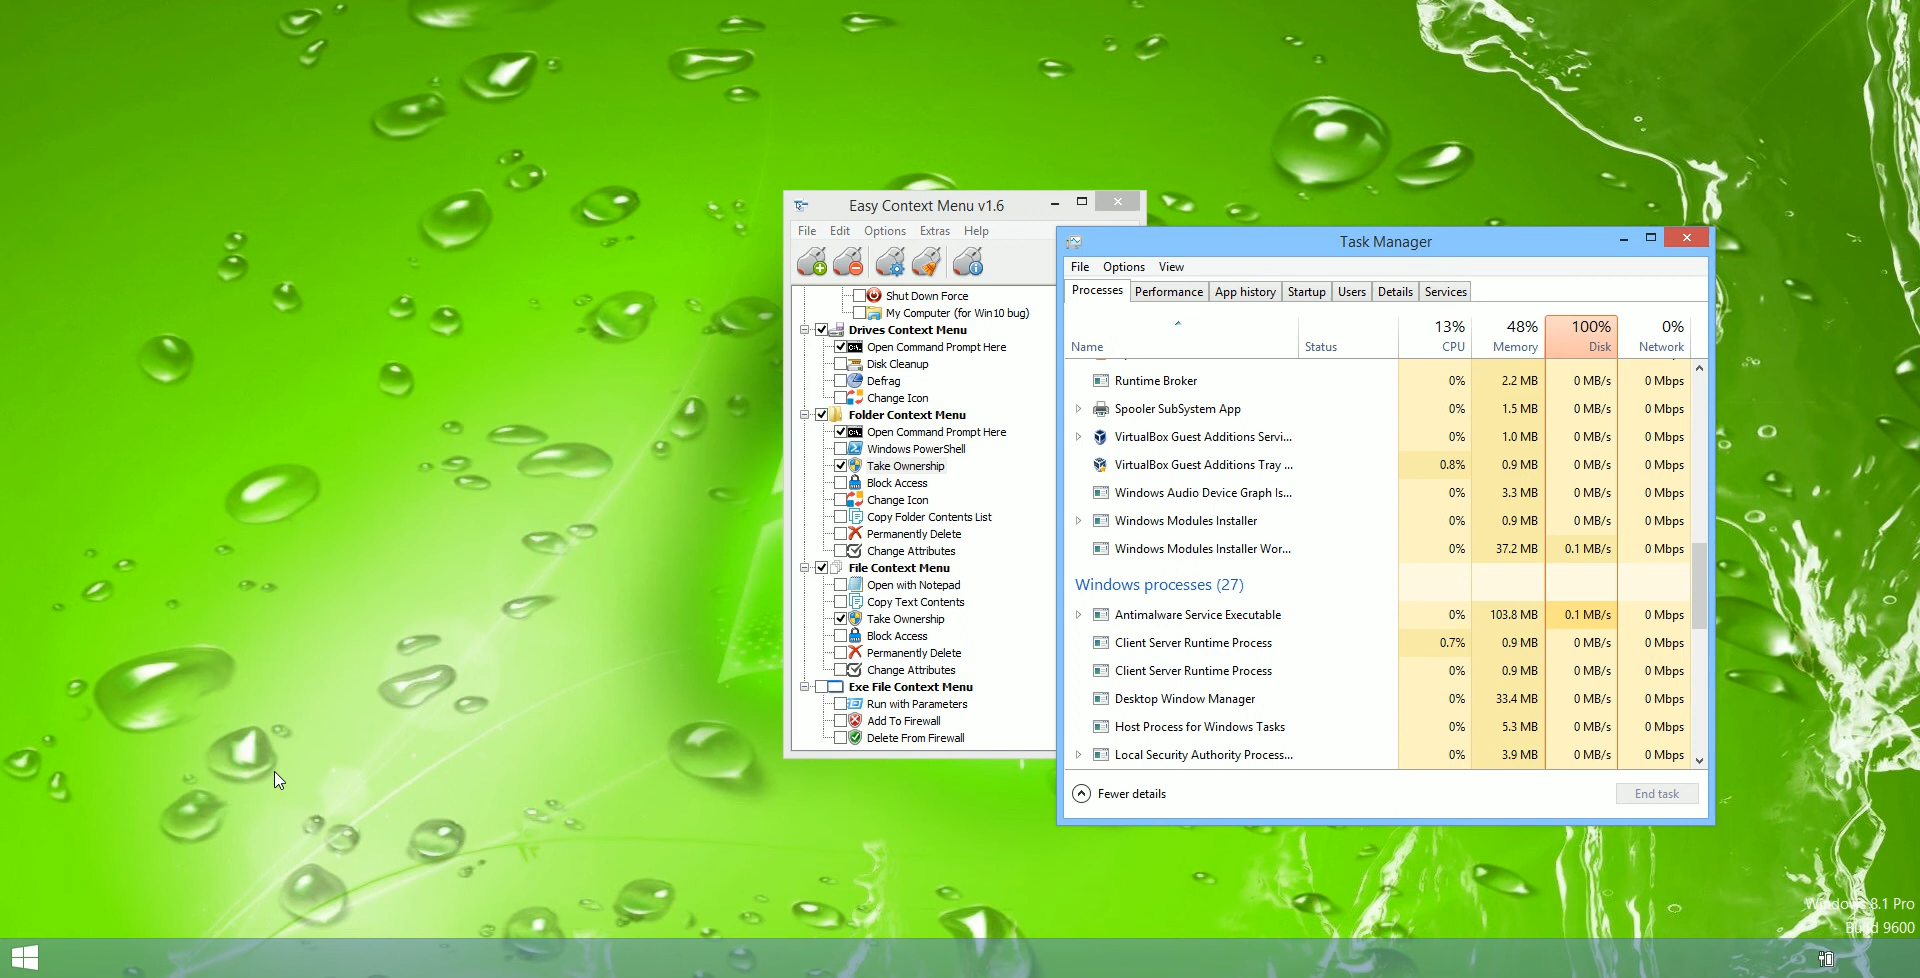 Easy Context Menu v1.6
File Edit Options Extras Help
Shut Down Force
My Computer (for Win10 bug)
Drives Context Menu
Open Command Prompt Here
Disk Cleanup
Defrag
Change Icon
Folder Context Menu
Open Command Prompt Here
Windows PowerShell
Take Ownership
Block Access
Change Icon
Copy Folder Contents List
Permanently Delete
Change Attributes
File Context Menu
Open with Notepad
Copy Text Contents
Take Ownership
Block Access
Permanently Delete
Change Attributes
Exe File Context Menu
Run with Parameters
Add To Firewall
Delete From Firewall
Task Manager
File Options View
Processes Performance App history Startup Users Details Services
13% 48% 100% 0%
Name Status CPU Memory Disk Network
Runtime Broker 0% 2.2 MB 0 MB/s 0 Mbps
Spooler SubSystem App 0% 1.5 MB 0 MB/s 0 Mbps
VirtualBox Guest Additions Servi... 0% 1.0 MB 0 MB/s 0 Mbps
VirtualBox Guest Additions Tray ... 0.8% 0.9 MB 0 MB/s 0 Mbps
Windows Audio Device Graph Is... 0% 3.3 MB 0 MB/s 0 Mbps
Windows Modules Installer 0% 0.9 MB 0 MB/s 0 Mbps
Windows Modules Installer Wor... 0% 37.2 MB 0.1 MB/s 0 Mbps
Windows processes (27)
Antimalware Service Executable 0% 103.8 MB 0.1 MB/s 0 Mbps
Client Server Runtime Process 0.7% 0.9 MB 0 MB/s 0 Mbps
Client Server Runtime Process 0% 0.9 MB 0 MB/s 0 Mbps
Desktop Window Manager 0% 33.4 MB 0 MB/s 0 Mbps
Host Process for Windows Tasks 0% 5.3 MB 0 MB/s 0 Mbps
Local Security Authority Process... 0% 3.9 MB 0 MB/s 0 Mbps
Fewer details End task
Windows 8.1 Pro
Build 9600